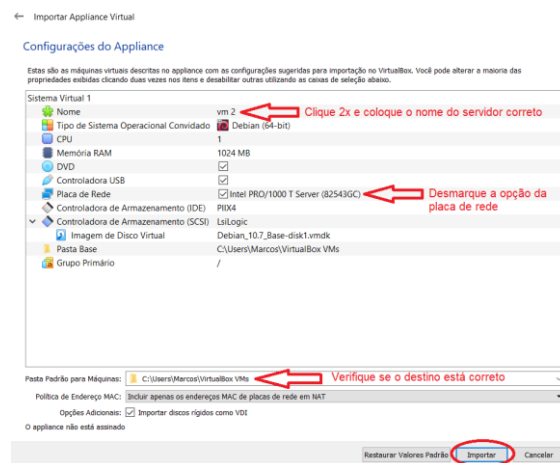 ← Importar Appliance Virtual
Configurações do Appliance
Estas são as máquinas virtuais descritas no appliance com as configurações sugeridas para importação no VirtualBox. Você pode alterar a maioria das
propriedades exibidas clicando duas vezes nos itens e desabilitar outras utilizando as caixas de seleção abaixo.
Sistema Virtual 1
Nome vm 2 Clique 2x e coloque o nome do servidor correto
Tipo de Sistema Operacional Convidado Debian (64-bit)
CPU 1
Memória RAM 1024 MB
DVD
Controladora USB
Placa de Rede Intel PRO/1000 T Server (82543GC) Desmarque a opção da
placa de rede
Controladora de Armazenamento (IDE) PIIX4
Controladora de Armazenamento (SCSI) LsiLogic
Imagem de Disco Virtual Debian_10.7_Base-disk1.vmdk
Pasta Base C:\Users\Marcos\VirtualBox VMs
Grupo Primário /
Pasta Padrão para Máquinas: C:\Users\Marcos\VirtualBox VMs Verifique se o destino está correto
Política de Endereço MAC: Incluir apenas os endereços MAC de placas de rede em NAT
Opções Adicionais: Importar discos rígidos como VDI
O appliance não está assinado
Restaurar Valores Padrão Importar Cancelar